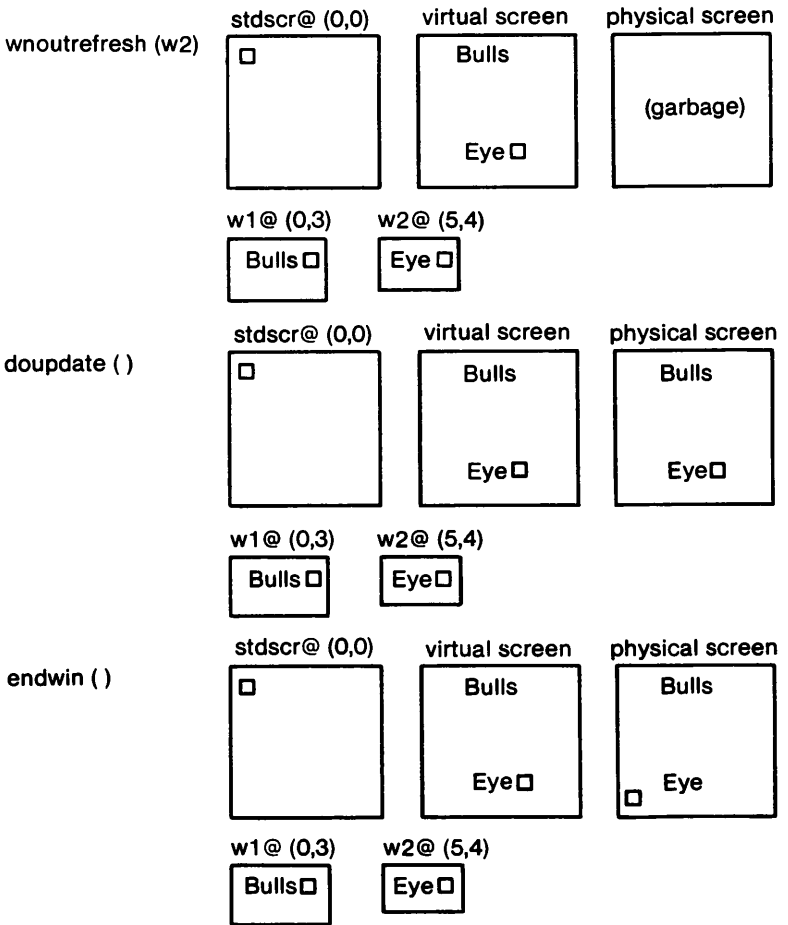 stdscr@ (0,0) virtual screen physical screen
wnoutrefresh (w2)
Bulls
(garbage)
Eye
w1@ (0,3) w2@ (5,4)
Bulls Eye
stdscr@ (0,0) virtual screen physical screen
doupdate ( )
Bulls Bulls
Eye Eye
w1@ (0,3) w2@ (5,4)
Bulls Eye
stdscr@ (0,0) virtual screen physical screen
endwin ( )
Bulls Bulls
Eye Eye
w1@ (0,3) w2@ (5,4)
Bulls Eye